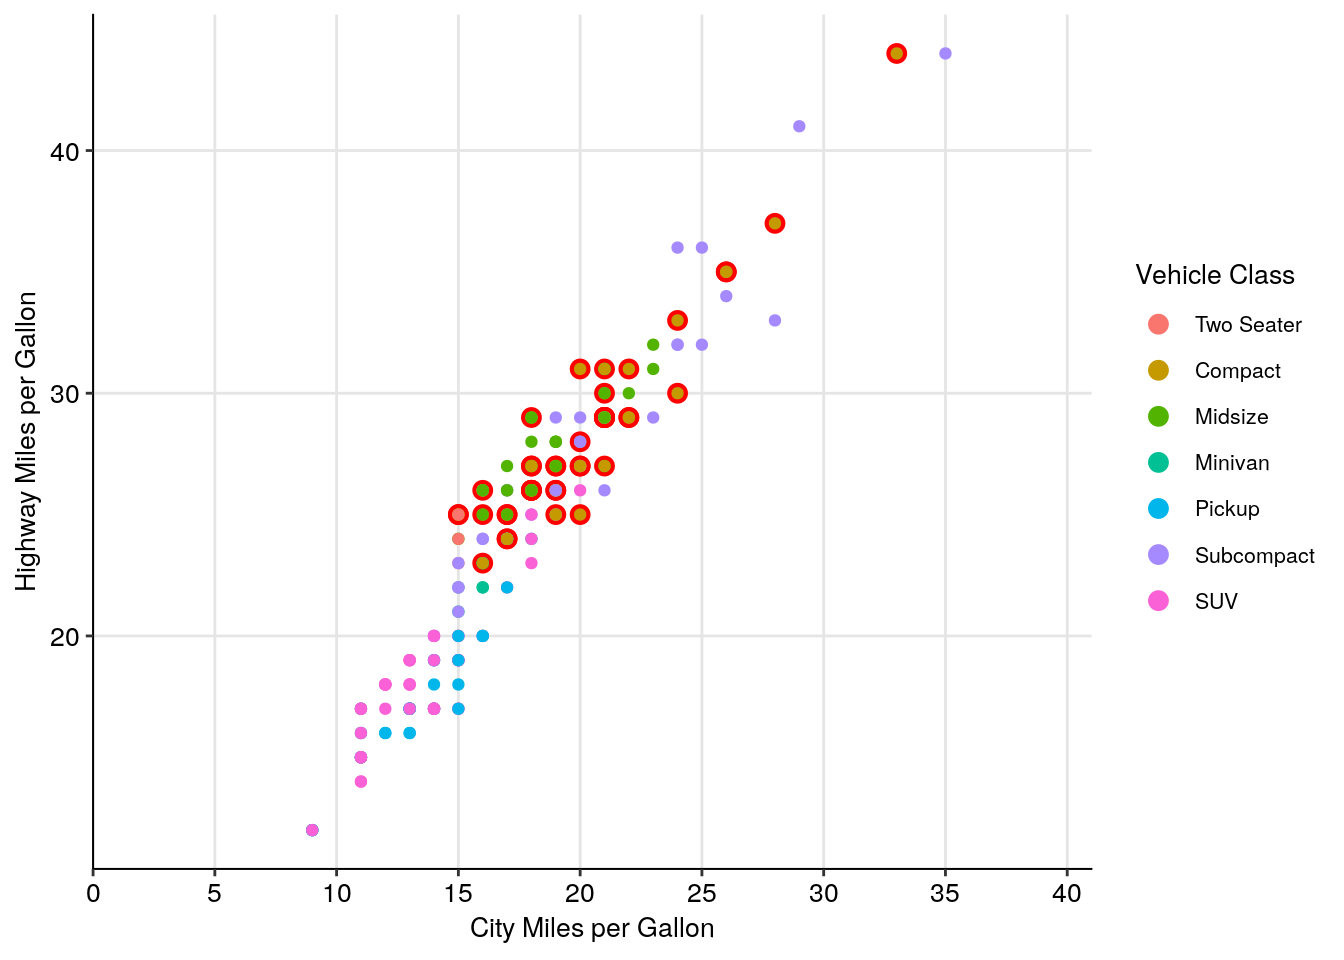 Highway Miles per Gallon
40
30
20
0 5 10 15 20 25 30 35 40
City Miles per Gallon
Vehicle Class
Two Seater
Compact
Midsize
Minivan
Pickup
Subcompact
SUV